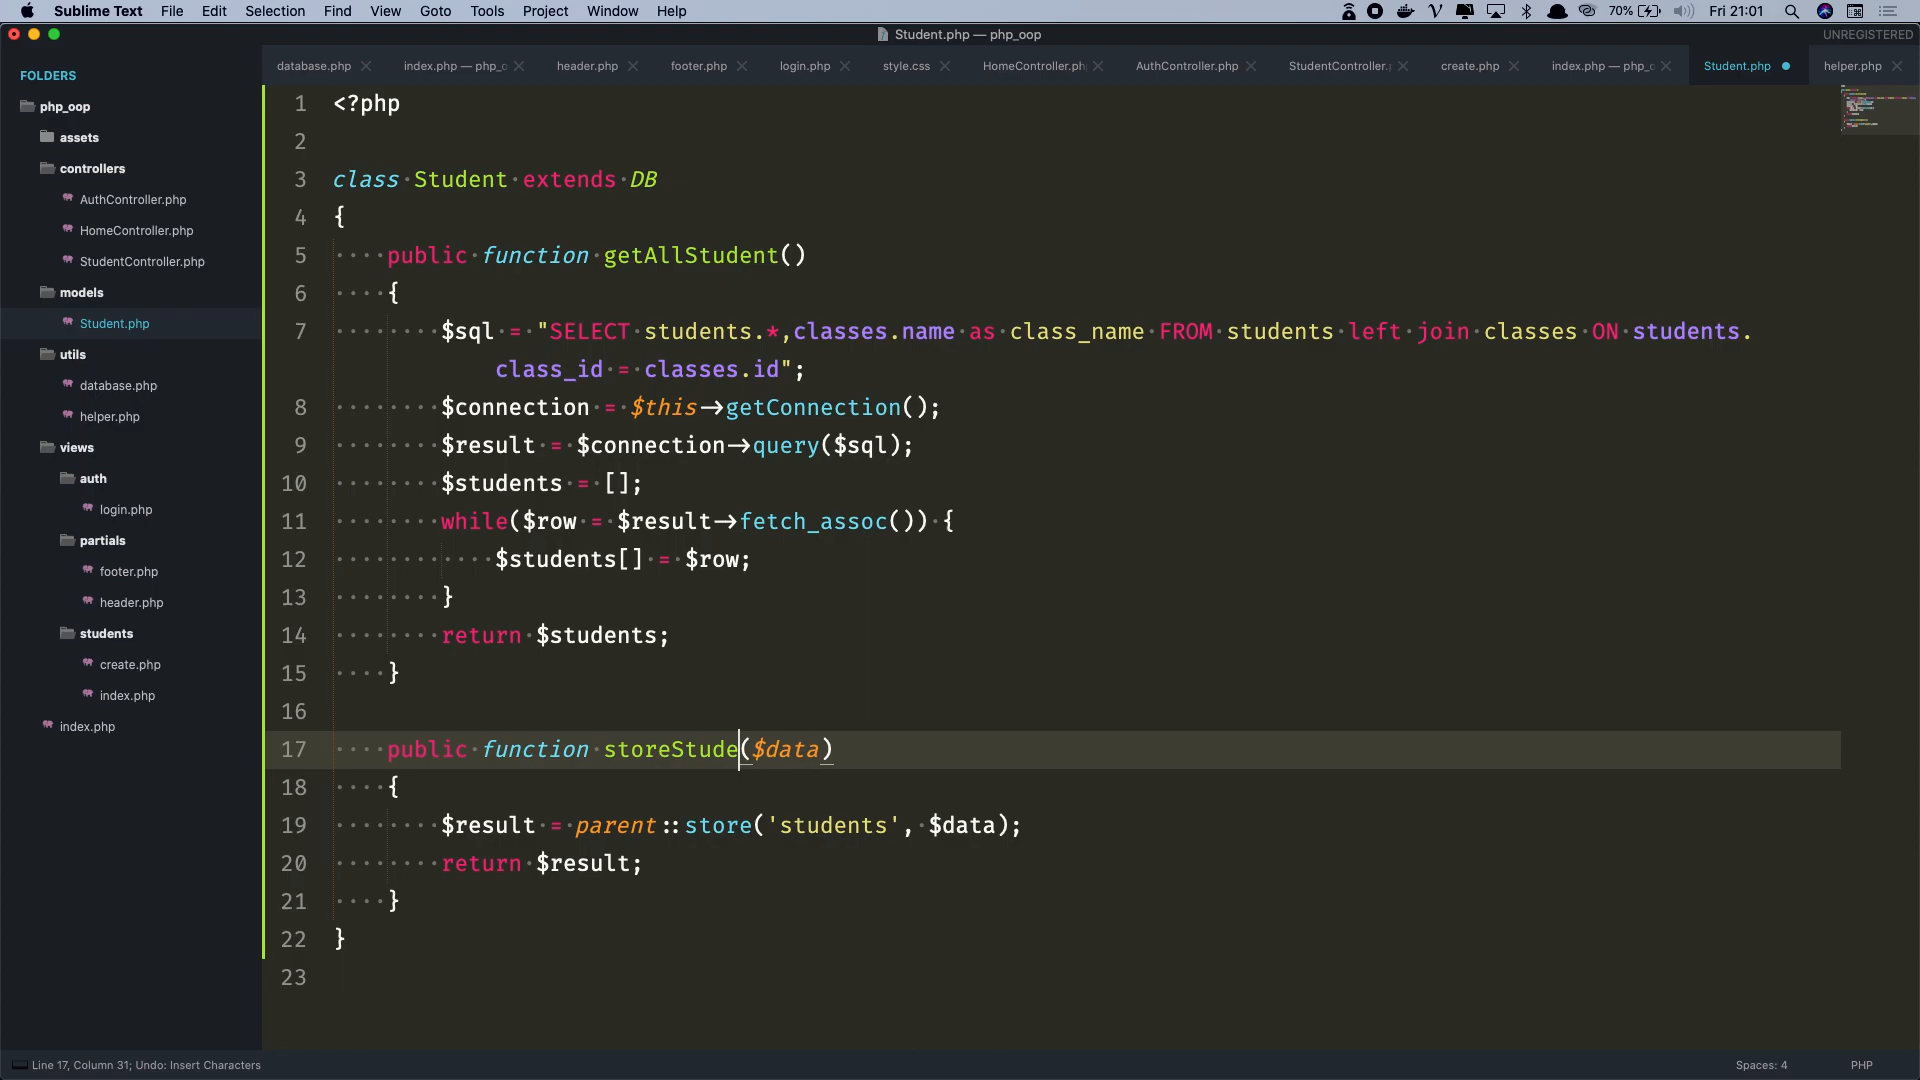 Sublime Text File Edit Selection Find View Goto Tools Project Window Help 70% Fri 21:01
Student.php — php_oop UNREGISTERED
database.php index.php — php_o header.php footer.php login.php style.css HomeController.ph AuthController.php StudentController. create.php index.php — php_o Student.php helper.php
FOLDERS
php_oop
assets
controllers
AuthController.php
HomeController.php
StudentController.php
models
Student.php
utils
database.php
helper.php
views
auth
login.php
partials
footer.php
header.php
students
create.php
index.php
index.php
1 <?php
2
3 class Student extends DB
4 {
5 public function getAllStudent()
6 {
7 $sql = "SELECT students.*,classes.name as class_name FROM students left join classes ON students.
class_id = classes.id";
8 $connection = $this->getConnection();
9 $result = $connection->query($sql);
10 $students = [];
11 while($row = $result->fetch_assoc()) {
12 $students[] = $row;
13 }
14 return $students;
15 }
16
17 public function storeStude($data)
18 {
19 $result = parent::store('students', $data);
20 return $result;
21 }
22 }
23
Line 17, Column 31; Undo: Insert Characters Spaces: 4 PHP